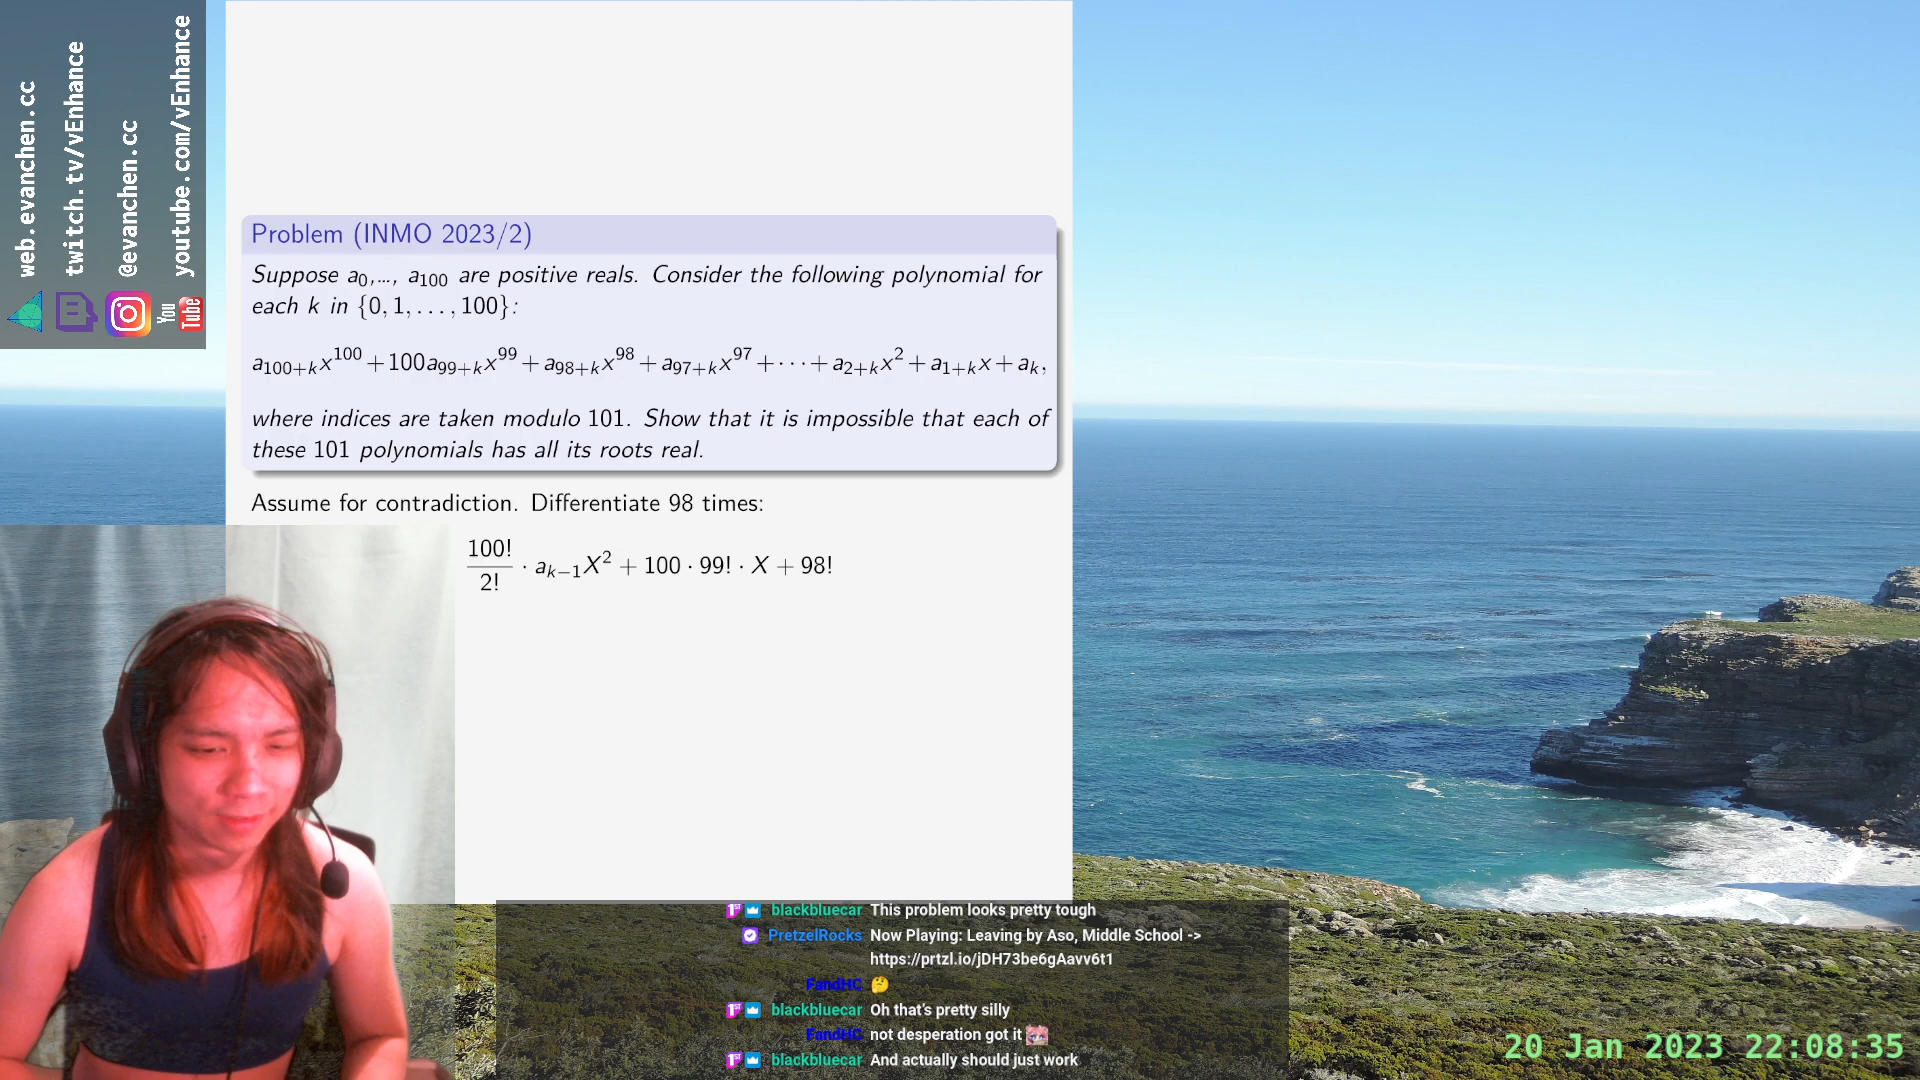 web.evanchen.cc
twitch.tv/vEnhance
@evanchen.cc
youtube.com/vEnhance
You
Tube
Problem (INMO 2023/2)
Suppose a₀,..., a₁₀₀ are positive reals. Consider the following polynomial for
each k in {0, 1, . . . , 100}:
a₁₀₀₊ₖx¹⁰⁰ + 100a₉₉₊ₖx⁹⁹ + a₉₈₊ₖx⁹⁸ + a₉₇₊ₖx⁹⁷ + · · · + a₂₊ₖx² + a₁₊ₖx + aₖ,
where indices are taken modulo 101. Show that it is impossible that each of
these 101 polynomials has all its roots real.
Assume for contradiction. Differentiate 98 times:
100!/2! · aₖ₋₁X² + 100 · 99! · X + 98!
blackbluecar This problem looks pretty tough
PretzelRocks Now Playing: Leaving by Aso, Middle School ->
https://prtzl.io/jDH73be6gAavv6t1
FandHC 🤔
blackbluecar Oh that's pretty silly
FandHC not desperation got it
blackbluecar And actually should just work
20 Jan 2023 22:08:35